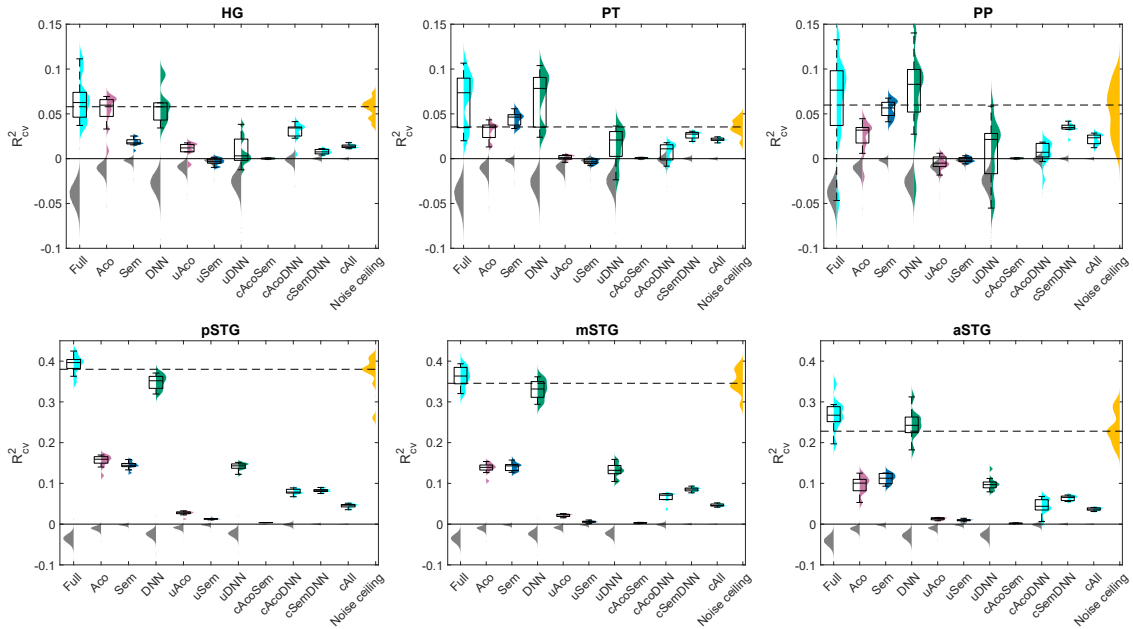 HG
PT
PP
0.15
0.1
0.05
0
-0.05
-0.1
R²cv
Full
Aco
Sem
DNN
uAco
uSem
uDNN
cAcoSem
cAcoDNN
cSemDNN
cAll
Noise ceiling
0.15
0.1
0.05
0
-0.05
-0.1
R²cv
Full
Aco
Sem
DNN
uAco
uSem
uDNN
cAcoSem
cAcoDNN
cSemDNN
cAll
Noise ceiling
0.15
0.1
0.05
0
-0.05
-0.1
R²cv
Full
Aco
Sem
DNN
uAco
uSem
uDNN
cAcoSem
cAcoDNN
cSemDNN
cAll
Noise ceiling
pSTG
mSTG
aSTG
0.4
0.3
0.2
0.1
0
-0.1
R²cv
Full
Aco
Sem
DNN
uAco
uSem
uDNN
cAcoSem
cAcoDNN
cSemDNN
cAll
Noise ceiling
0.4
0.3
0.2
0.1
0
-0.1
R²cv
Full
Aco
Sem
DNN
uAco
uSem
uDNN
cAcoSem
cAcoDNN
cSemDNN
cAll
Noise ceiling
0.4
0.3
0.2
0.1
0
-0.1
R²cv
Full
Aco
Sem
DNN
uAco
uSem
uDNN
cAcoSem
cAcoDNN
cSemDNN
cAll
Noise ceiling